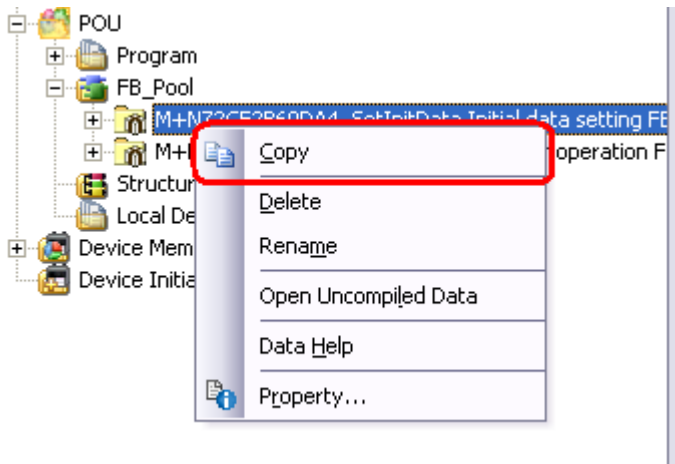 POU
Program
FB_Pool
SetInitData Initial data setting FB
M+
operation F
Structur
Local De
Device Mem
Device Initia
Copy
Delete
Rename
Open Uncompiled Data
Data Help
Property...